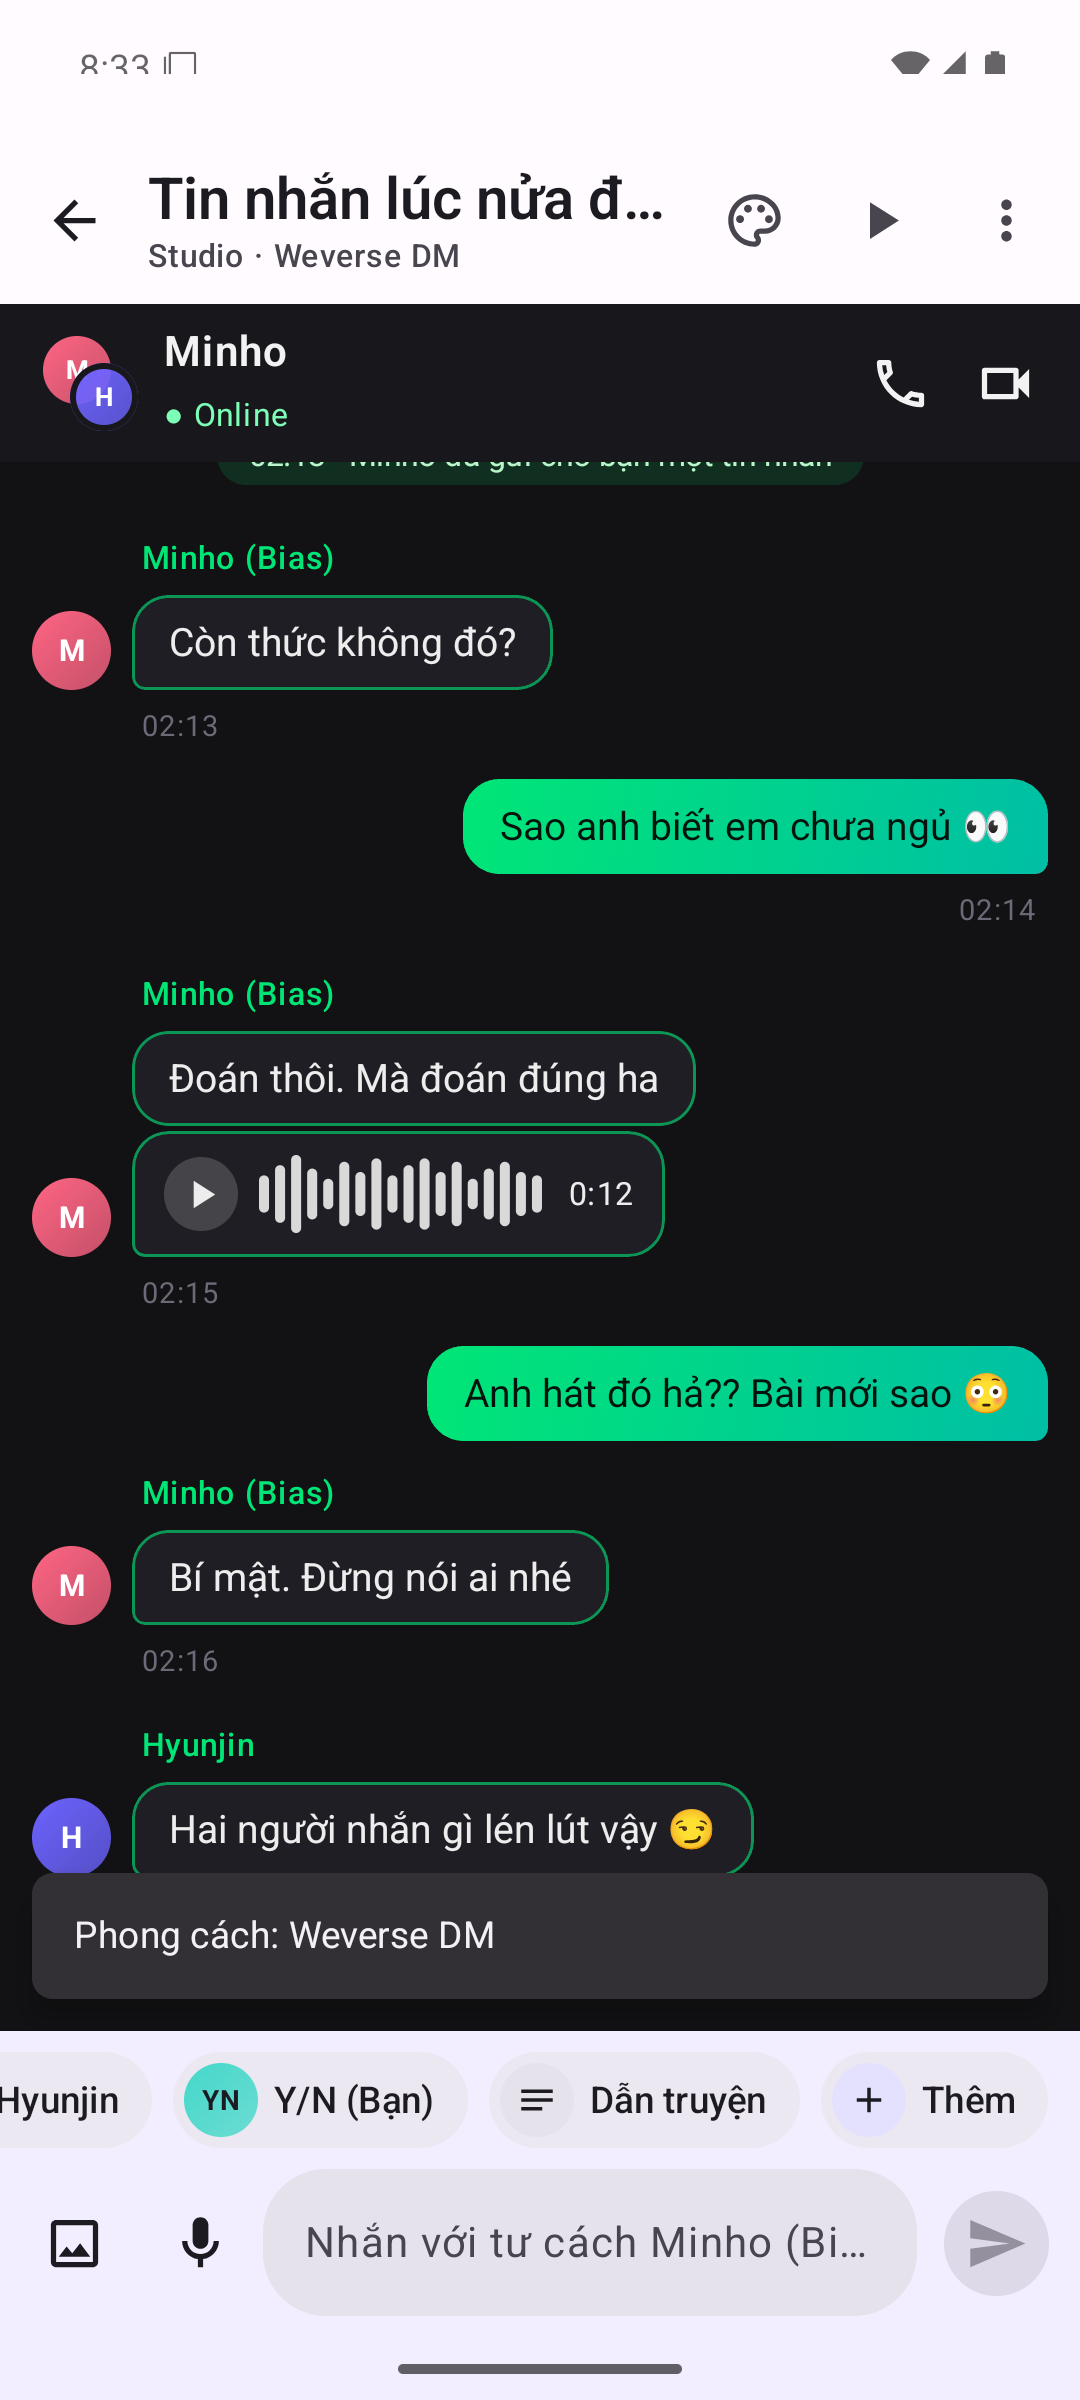 8:33
Tin nhắn lúc nửa đ...
Studio · Weverse DM
M
H
Minho
Online
Minho (Bias)
M
Còn thức không đó?
02:13
Sao anh biết em chưa ngủ 👀
02:14
Minho (Bias)
Đoán thôi. Mà đoán đúng ha
M
0:12
02:15
Anh hát đó hả?? Bài mới sao 😳
Minho (Bias)
M
Bí mật. Đừng nói ai nhé
02:16
Hyunjin
H
Hai người nhắn gì lén lút vậy 😏
Phong cách: Weverse DM
Hyunjin
YN
Y/N (Bạn)
Dẫn truyện
Thêm
Nhắn với tư cách Minho (Bi...